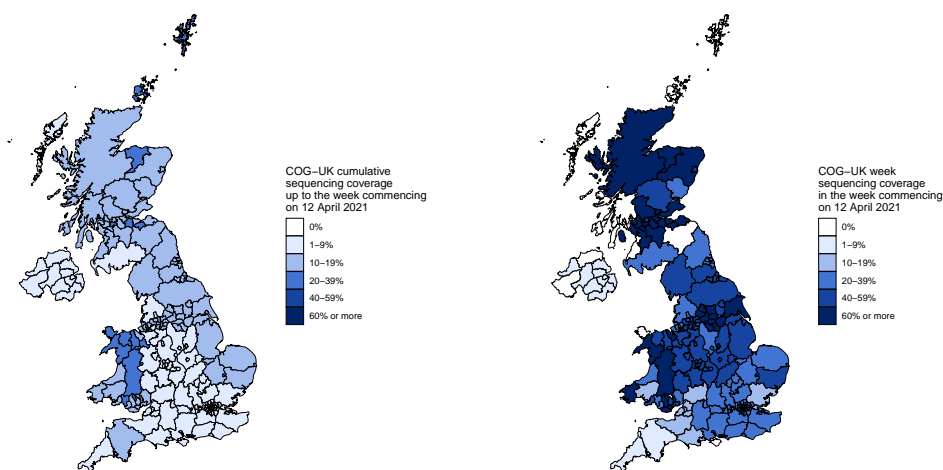 COG–UK cumulative
sequencing coverage
up to the week commencing
on 12 April 2021
0%
1–9%
10–19%
20–39%
40–59%
60% or more
COG–UK week
sequencing coverage
in the week commencing
on 12 April 2021
0%
1–9%
10–19%
20–39%
40–59%
60% or more